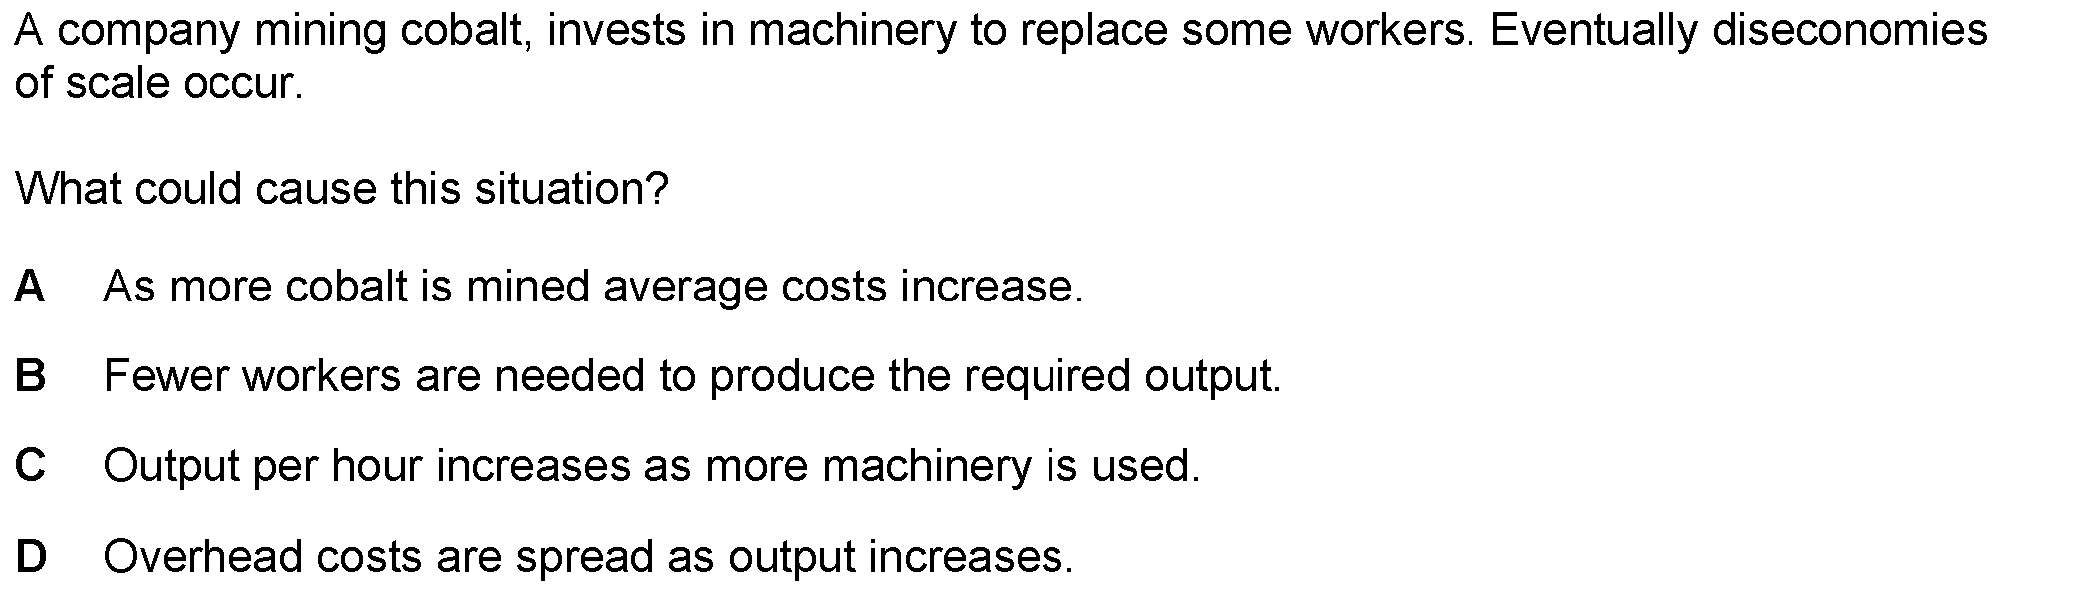 A company mining cobalt, invests in machinery to replace some workers. Eventually diseconomies
of scale occur.
What could cause this situation?
A As more cobalt is mined average costs increase.
B Fewer workers are needed to produce the required output.
C Output per hour increases as more machinery is used.
D Overhead costs are spread as output increases.